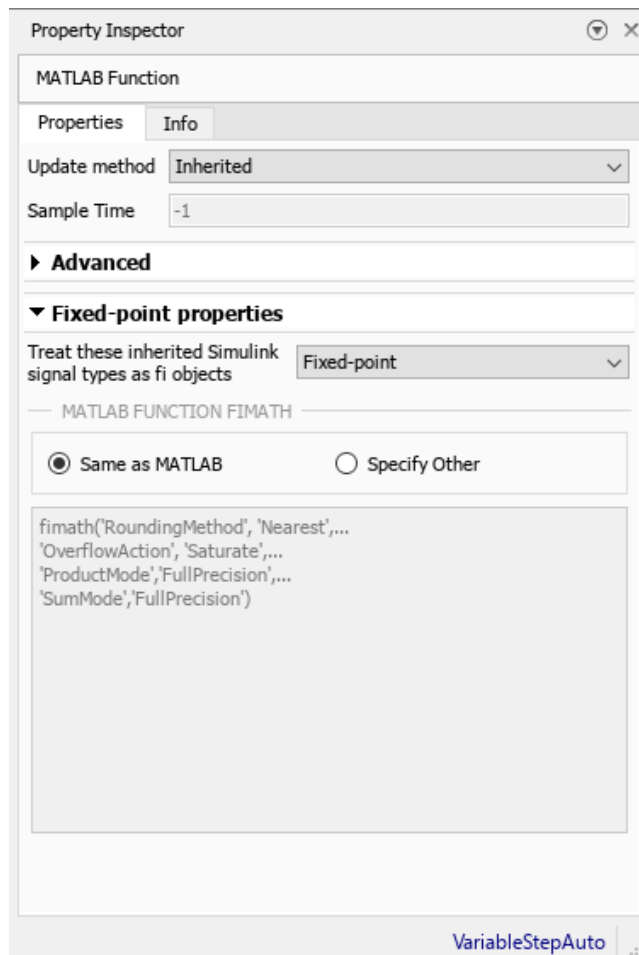 Property Inspector
MATLAB Function
Properties Info
Update method Inherited
Sample Time -1
Advanced
Fixed-point properties
Treat these inherited Simulink
signal types as fi objects
Fixed-point
MATLAB FUNCTION FIMATH
Same as MATLAB Specify Other
fimath('RoundingMethod', 'Nearest',...
'OverflowAction', 'Saturate',...
'ProductMode','FullPrecision',...
'SumMode','FullPrecision')
VariableStepAuto